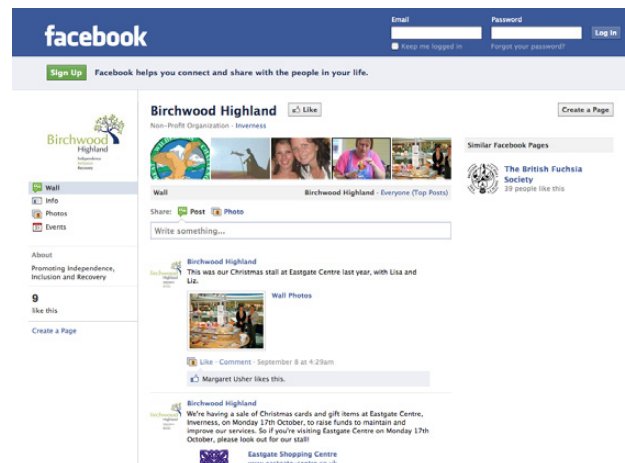 facebook
Email
Password
Log In
Keep me logged in
Forgot your password?
Sign Up
Facebook helps you connect and share with the people in your life.
Birchwood
Highland
Independence
Inclusion
Recovery
Wall
Info
Photos
Events
About
Promoting Independence,
Inclusion and Recovery
9
like this
Create a Page
Birchwood Highland
Like
Non-Profit Organization · Inverness
Wall
Birchwood Highland · Everyone (Top Posts)
Share: Post Photo
Write something...
Birchwood Highland
This was our Christmas stall at Eastgate Centre last year, with Lisa and
Liz.
Wall Photos
Like · Comment · September 8 at 4:29am
Margaret Usher likes this.
Birchwood Highland
We're having a sale of Christmas cards and gift items at Eastgate Centre,
Inverness, on Monday 17th October, to raise funds to maintain and
improve our services. So if you're visiting Eastgate Centre on Monday 17th
October, please look out for our stall!
Eastgate Shopping Centre
Create a Page
Similar Facebook Pages
The British Fuchsia
Society
39 people like this